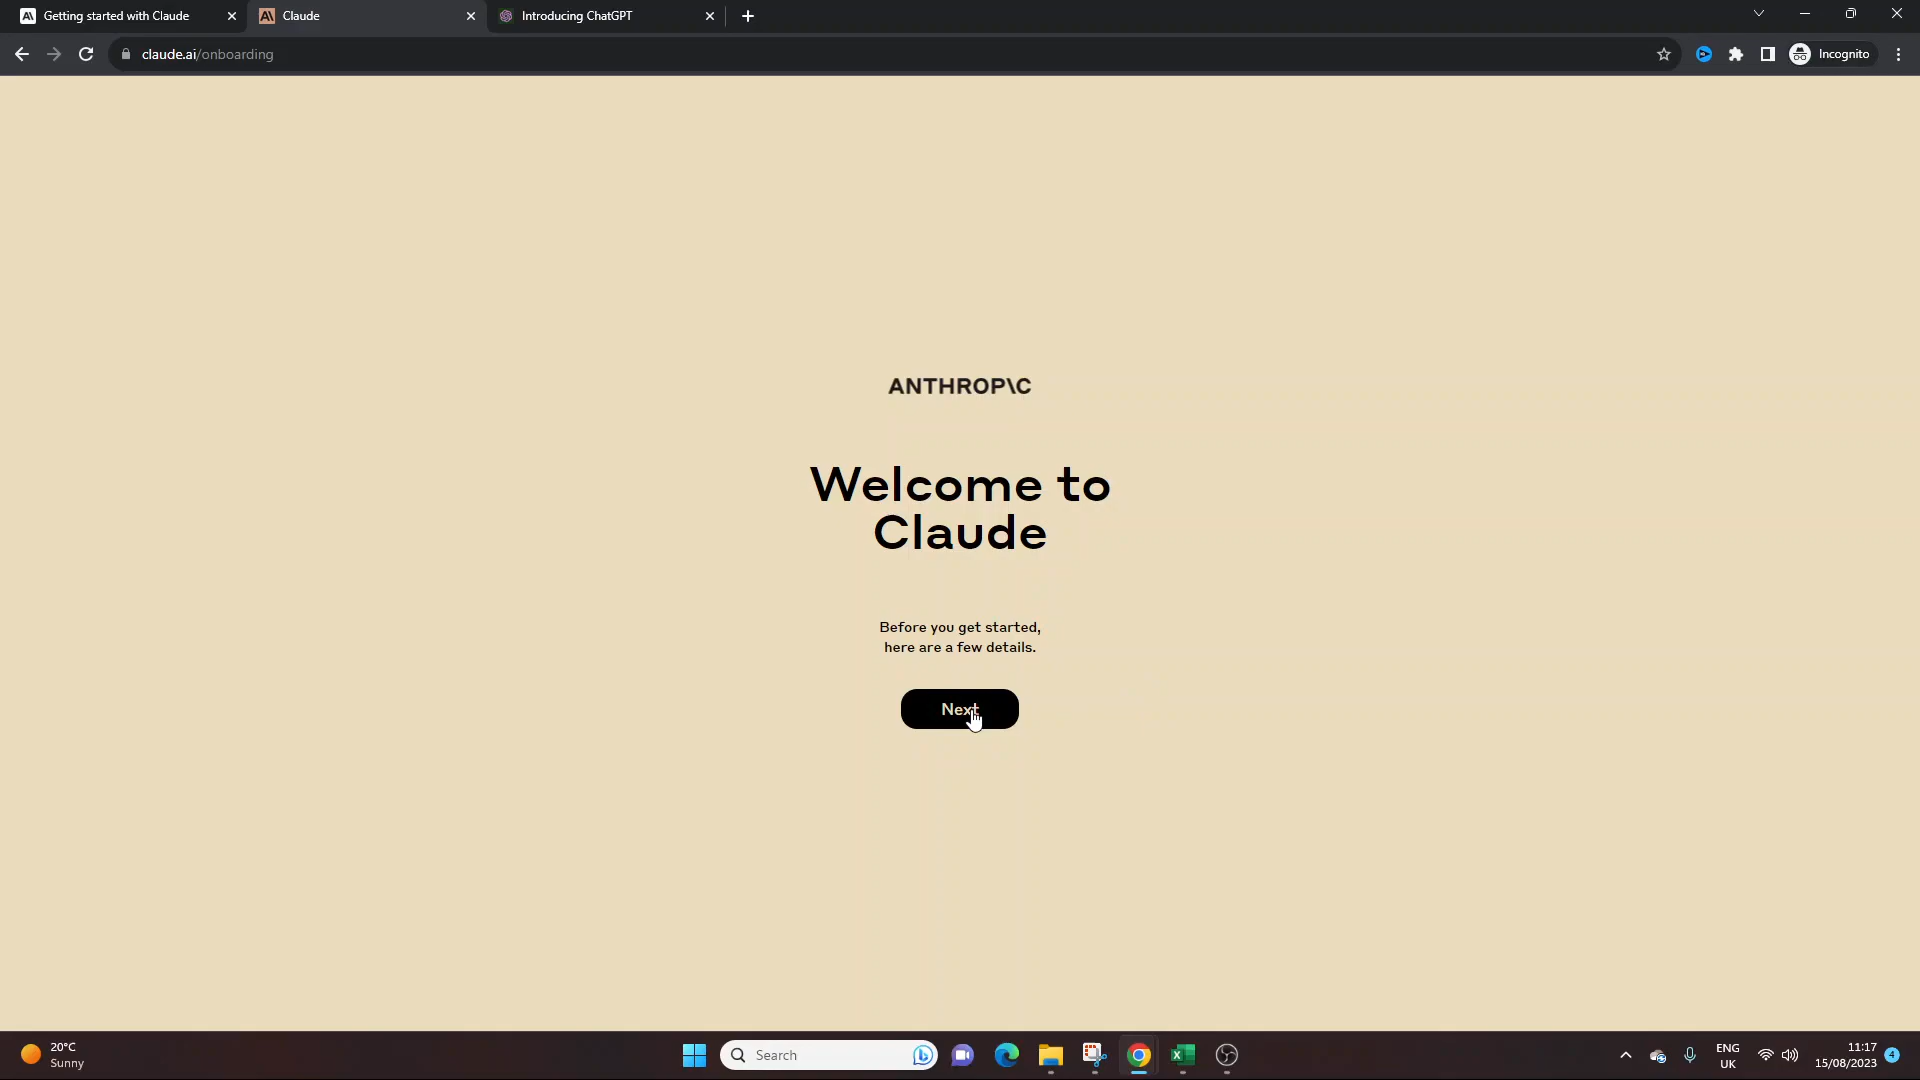 Getting started with Claude
Claude
Introducing ChatGPT
claude.ai/onboarding
Incognito
ANTHROP\C
Welcome to
Claude
Before you get started,
here are a few details.
Next
20°C
Sunny
Search
ENG
UK
11:17
15/08/2023
4